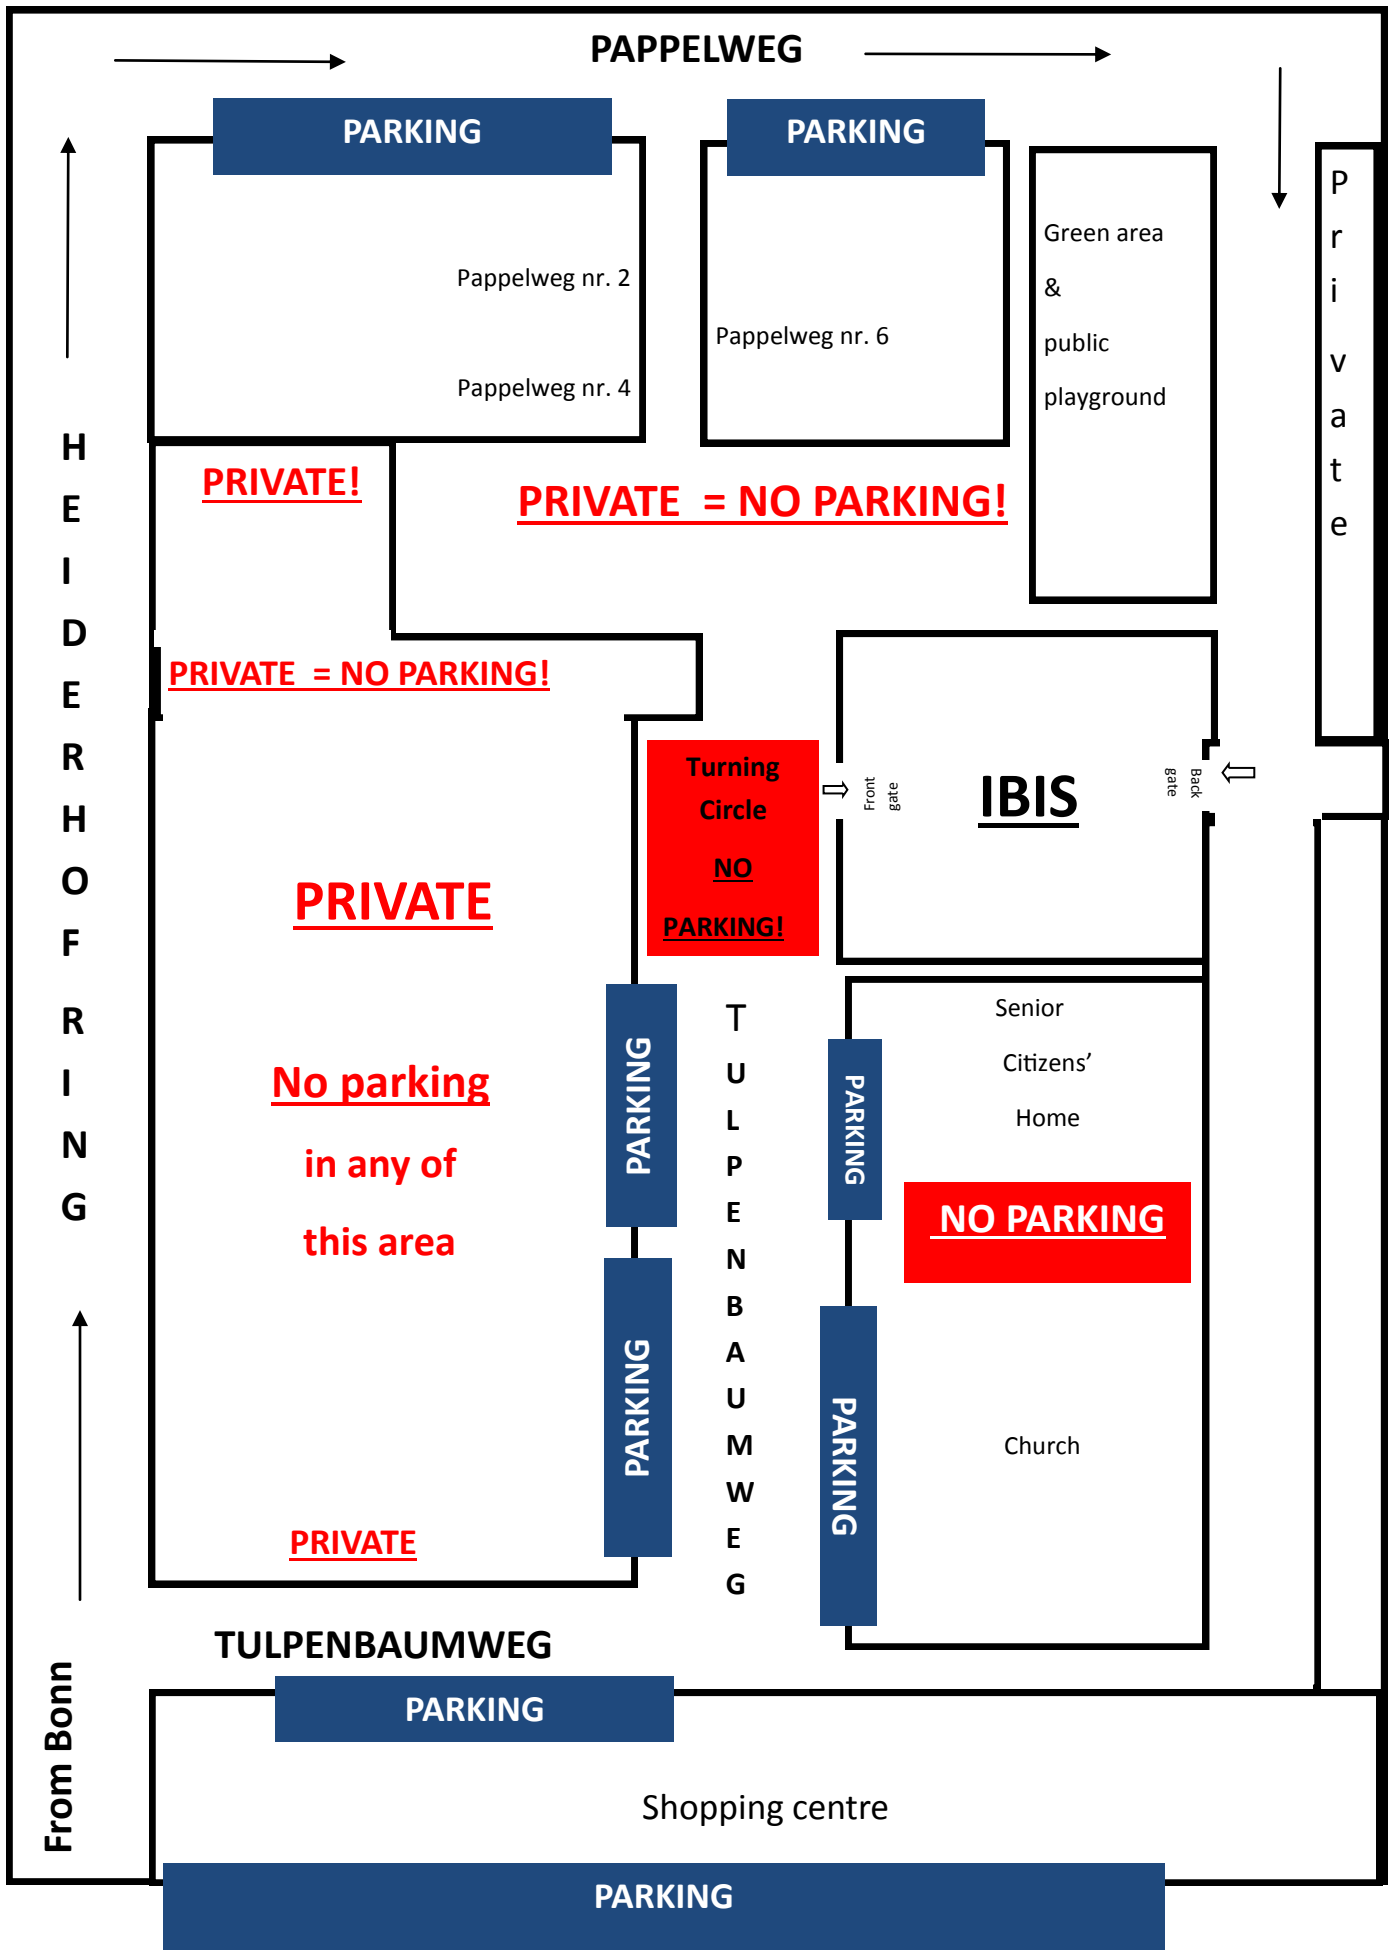 PAPPELWEG
PARKING
PARKING
Private
Green area
&
public
playground
Pappelweg nr. 2
Pappelweg nr. 6
Pappelweg nr. 4
HEIDERHOFRING
PRIVATE!
PRIVATE = NO PARKING!
PRIVATE = NO PARKING!
Turning
Circle
NO
PARKING!
Front
gate
IBIS
Back
gate
PRIVATE
No parking
in any of
this area
PARKING
TULPENBAUMWEG
PARKING
Senior
Citizens’
Home
NO PARKING
PARKING
PARKING
Church
PRIVATE
TULPENBAUMWEG
From Bonn
PARKING
Shopping centre
PARKING